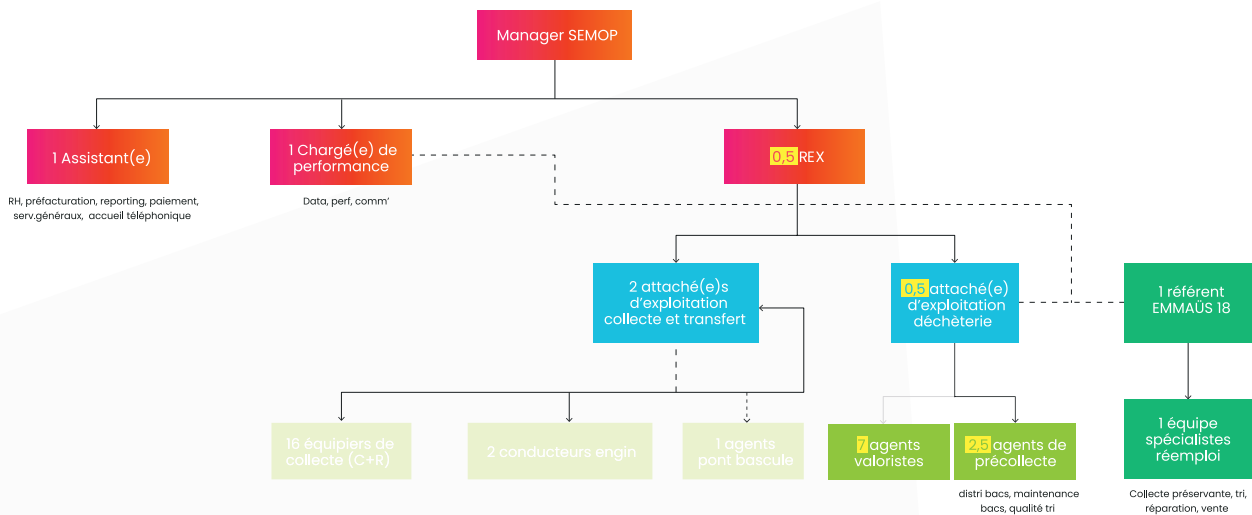 Manager SEMOP
1 Assistant(e)
RH, préfacturation, reporting, paiement,
serv.généraux, accueil téléphonique
1 Chargé(e) de
performance
Data, perf, comm'
0,5 REX
2 attaché(e)s
d'exploitation
collecte et transfert
0,5 attaché(e)
d'exploitation
déchèterie
1 référent
EMMAÜS 18
16 équipiers de
collecte (C+R)
2 conducteurs engin
1 agents
pont bascule
7 agents
valoristes
2,5 agents de
précollecte
distri bacs, maintenance
bacs, qualité tri
1 équipe
spécialistes
réemploi
Collecte préservante, tri,
réparation, vente